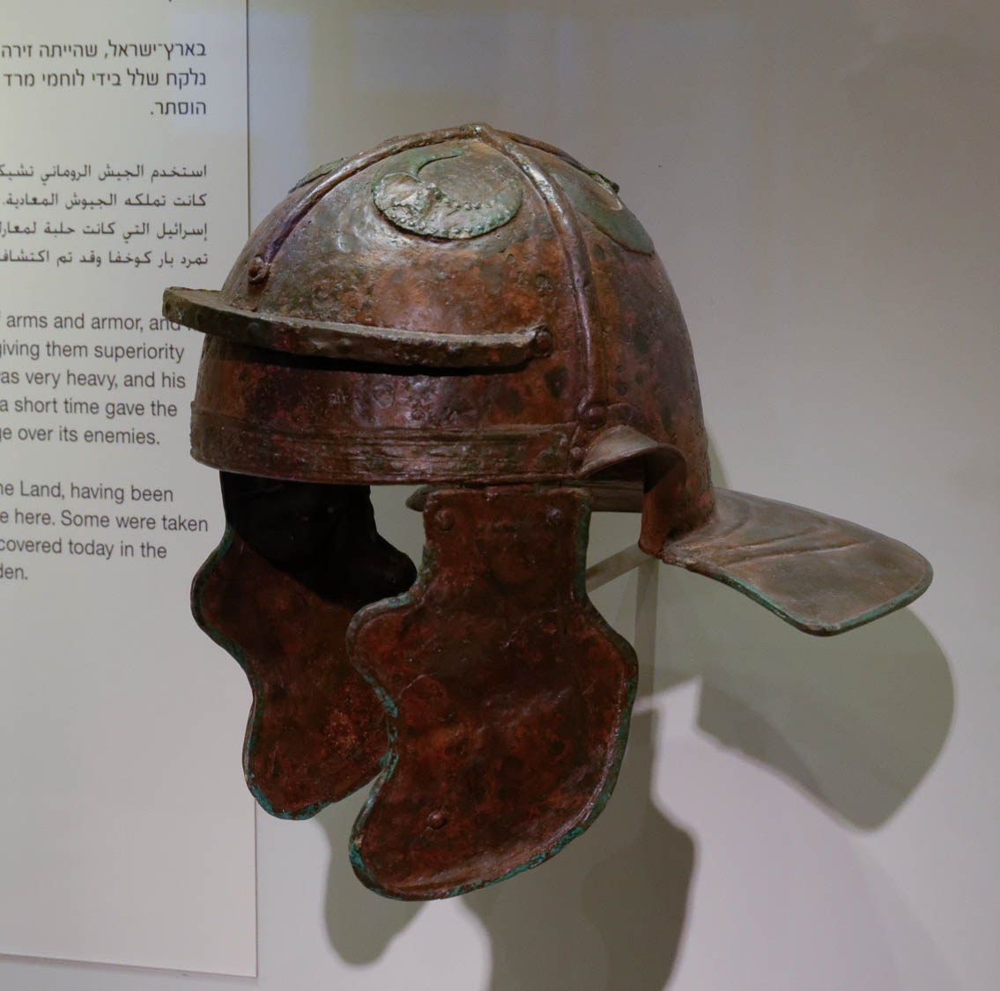 בארץ־ישראל, שהייתה זירה
נלקח שלל בידי לוחמי מרד
הוסתר.
استخدم الجيش الروماني تشيك
كانت تملكه الجيوش المعادية.
إسرائيل التي كانت حلبة لمعار
تمرد بار كوخفا وقد تم اكتشاف
arms and armor, and
giving them superiority
as very heavy, and his
a short time gave the
ge over its enemies.
he Land, having been
e here. Some were taken
covered today in the
den.